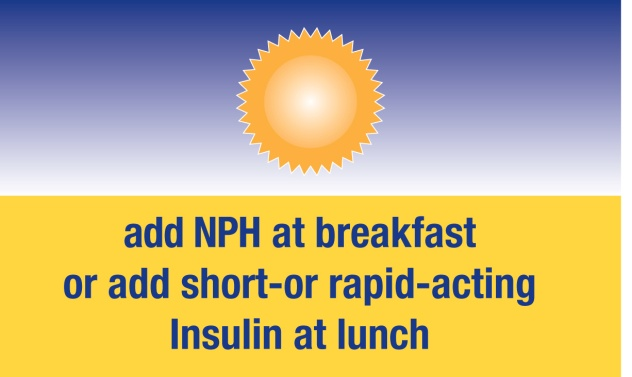 add NPH at breakfast
or add short-or rapid-acting
Insulin at lunch